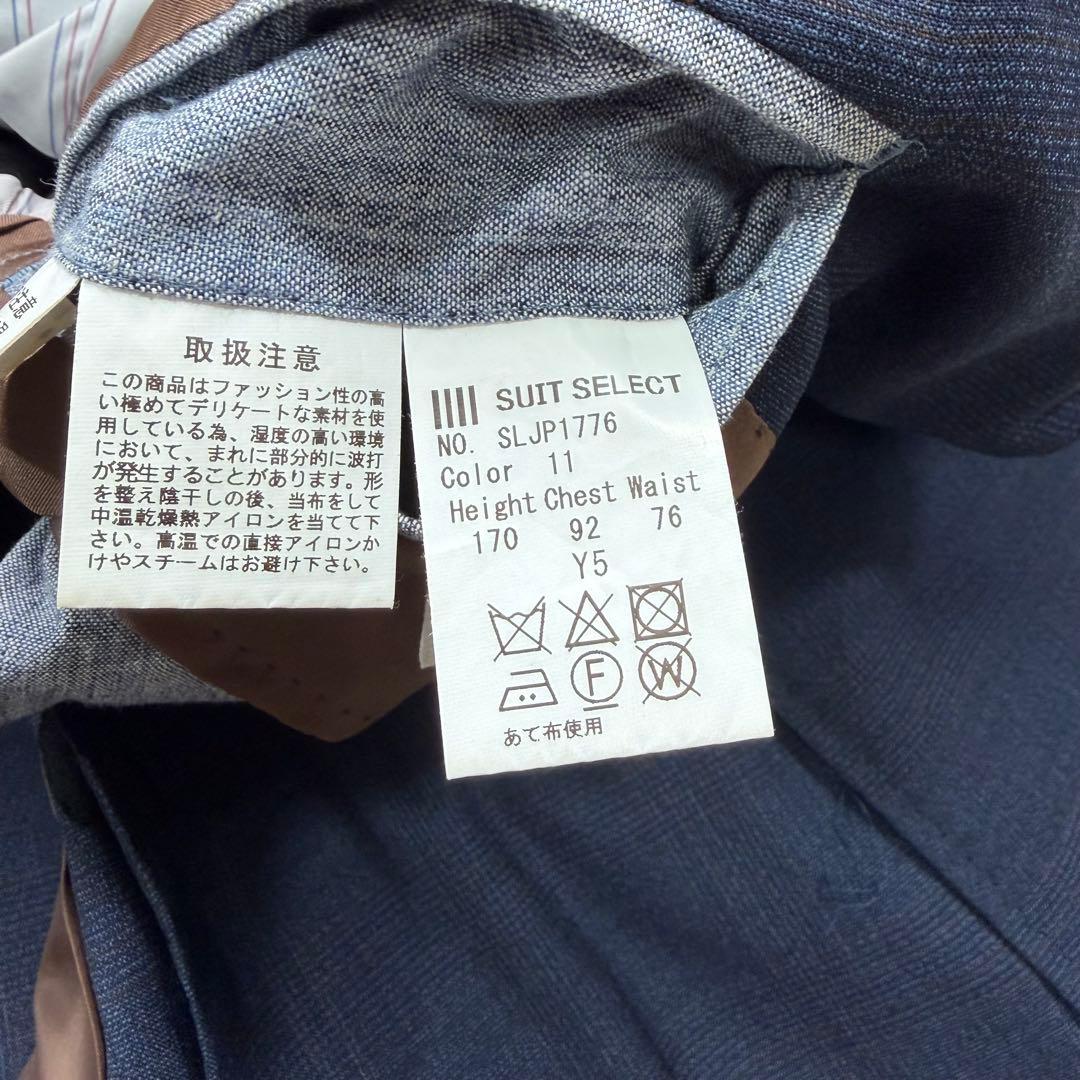 取扱注意
この商品はファッション性の高
い極めてデリケートな素材を使
用している為、湿度の高い環境
において、まれに部分的に波打
が発生することがあります。形
を整え陰干しの後、当布をして
中温乾燥熱アイロンを当てて下
さい。高温での直接アイロンか
けやスチームはお避け下さい。
SUIT SELECT
NO. SLJP1776
Color 11
Height Chest Waist
170 92 76
Y5
F
W
あて布使用